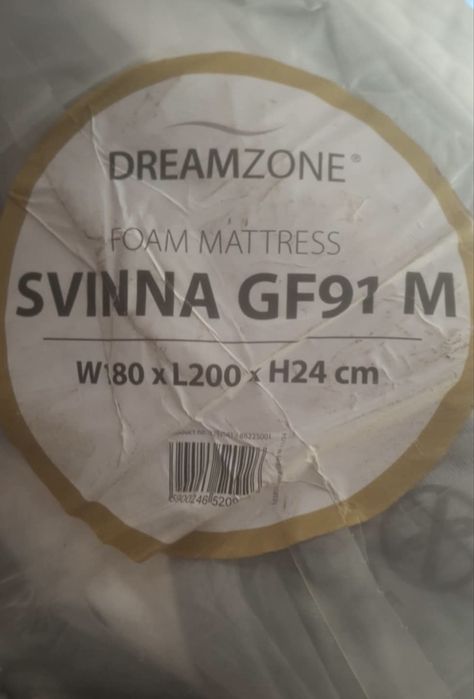 DREAMZONE®
FOAM MATTRESS
SVINNA GF91 M
W180 x L200 x H24 cm